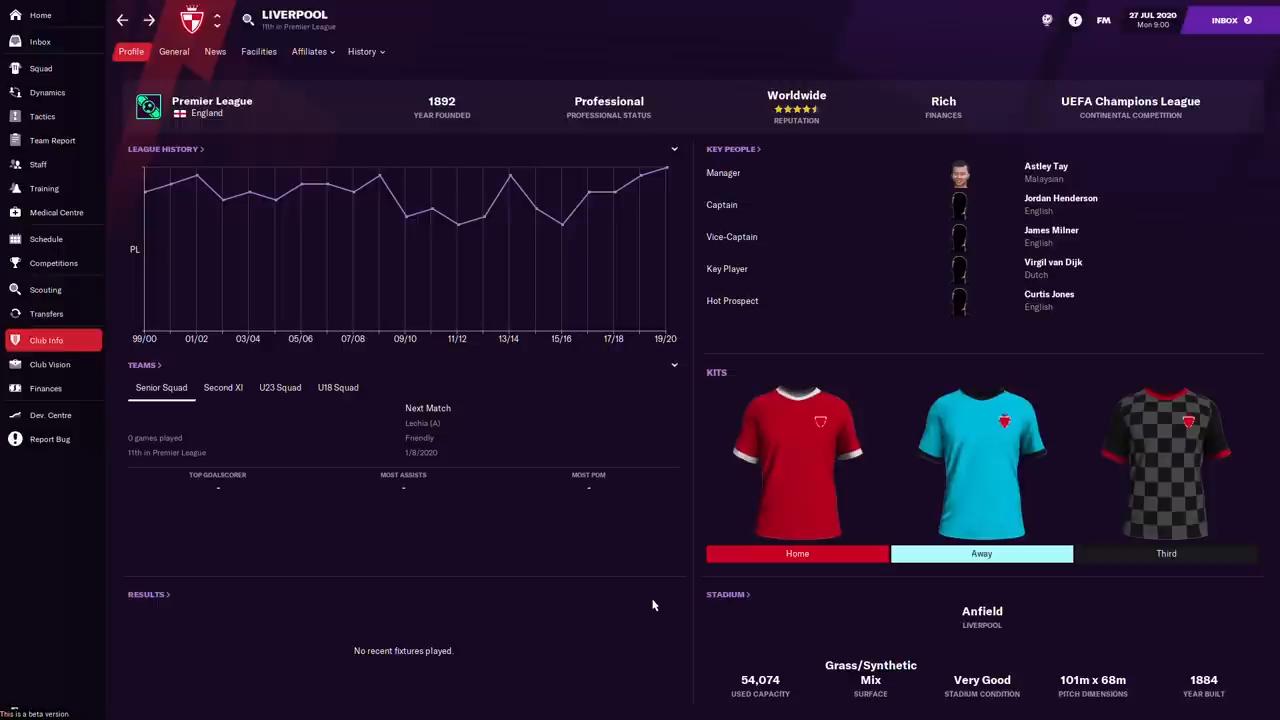 Home
Inbox
Squad
Dynamics
Tactics
Team Report
Staff
Training
Medical Centre
Schedule
Competitions
Scouting
Transfers
Club Info
Club Vision
Finances
Dev. Centre
Report Bug
This is a beta version
LIVERPOOL
11th in Premier League
FM
27 JUL 2020
Mon 9:00
INBOX
Profile General News Facilities Affiliates History
Premier League
England
1892
YEAR FOUNDED
Professional
PROFESSIONAL STATUS
Worldwide
REPUTATION
Rich
FINANCES
UEFA Champions League
CONTINENTAL COMPETITION
LEAGUE HISTORY >
PL
99/00 01/02 03/04 05/06 07/08 09/10 11/12 13/14 15/16 17/18 19/20
TEAMS >
Senior Squad Second XI U23 Squad U18 Squad
Next Match
Lechia (A)
0 games played Friendly
11th in Premier League 1/8/2020
TOP GOALSCORER MOST ASSISTS MOST POM
- - -
RESULTS >
No recent fixtures played.
KEY PEOPLE >
Manager
Astley Tay
Malaysian
Captain
Jordan Henderson
English
Vice-Captain
James Milner
English
Key Player
Virgil van Dijk
Dutch
Hot Prospect
Curtis Jones
English
KITS
Home Away Third
STADIUM >
Anfield
LIVERPOOL
54,074
USED CAPACITY
Grass/Synthetic
Mix
SURFACE
Very Good
STADIUM CONDITION
101m x 68m
PITCH DIMENSIONS
1884
YEAR BUILT